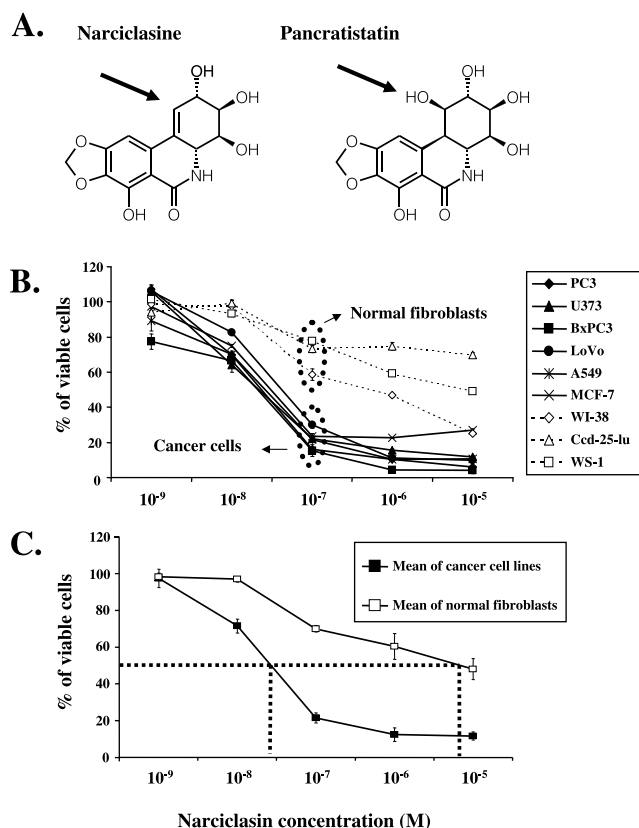 A.
Narciclasine
Pancratistatin
OH
OH
OH
NH
O
O
OH
O
HO
OH
OH
OH
NH
O
O
OH
O
B.
% of viable cells
120
100
80
60
40
20
0
10-9
10-8
10-7
10-6
10-5
Normal fibroblasts
Cancer cells
PC3
U373
BxPC3
LoVo
A549
MCF-7
WI-38
Ccd-25-lu
WS-1
C.
% of viable cells
120
100
80
60
40
20
0
10-9
10-8
10-7
10-6
10-5
Mean of cancer cell lines
Mean of normal fibroblasts
Narciclasin concentration (M)